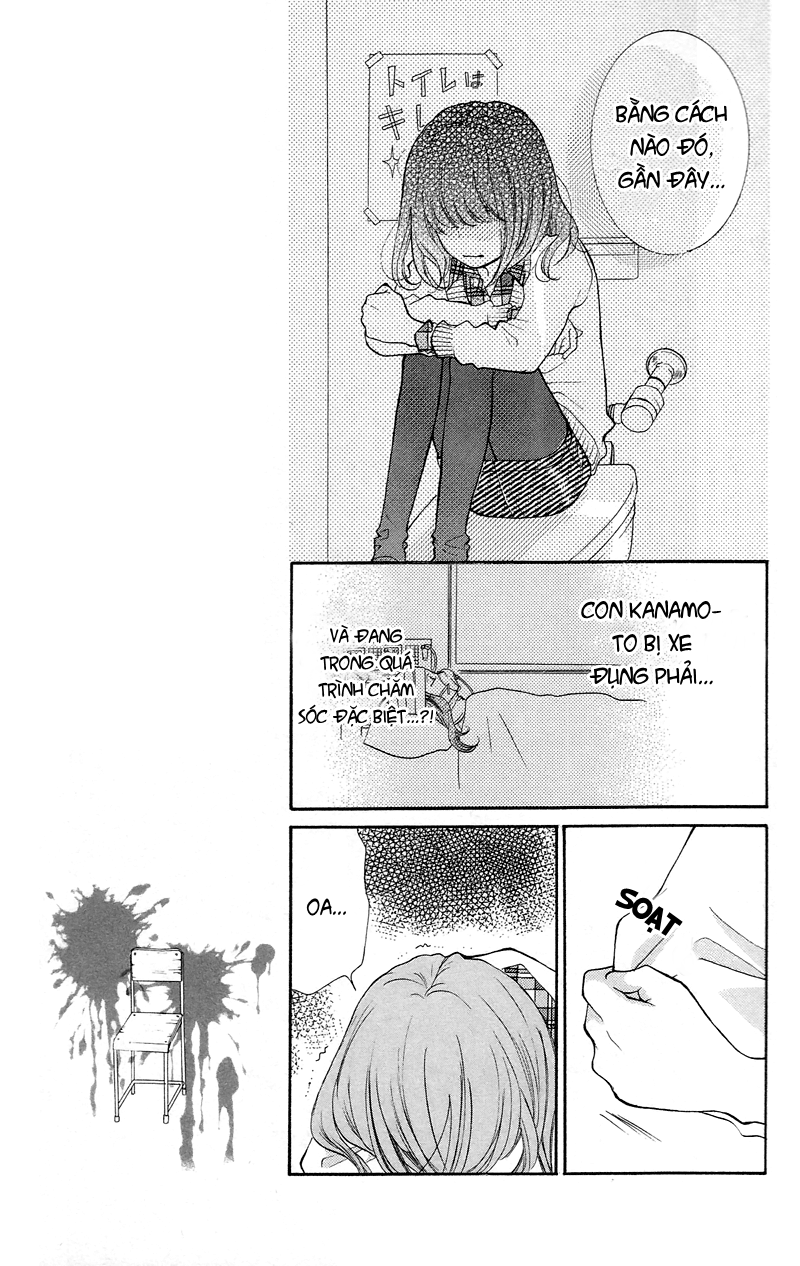 BẰNG CÁCH
NÀO ĐÓ,
GẦN ĐÂY...
トイレは
キレ
CON KANAMO-
TO BỊ XE
ĐỤNG PHẢI...
VÀ ĐANG
TRONG QUÁ
TRÌNH CHĂM
SÓC ĐẶC BIỆT...?!
SOẠT
OA...